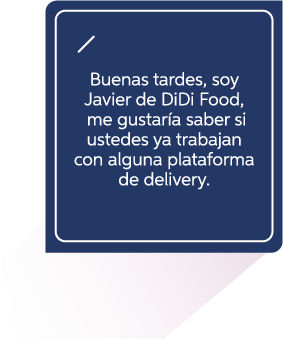 Buenas tardes, soy
Javier de DiDi Food,
me gustaría saber si
ustedes ya trabajan
con alguna plataforma
de delivery.